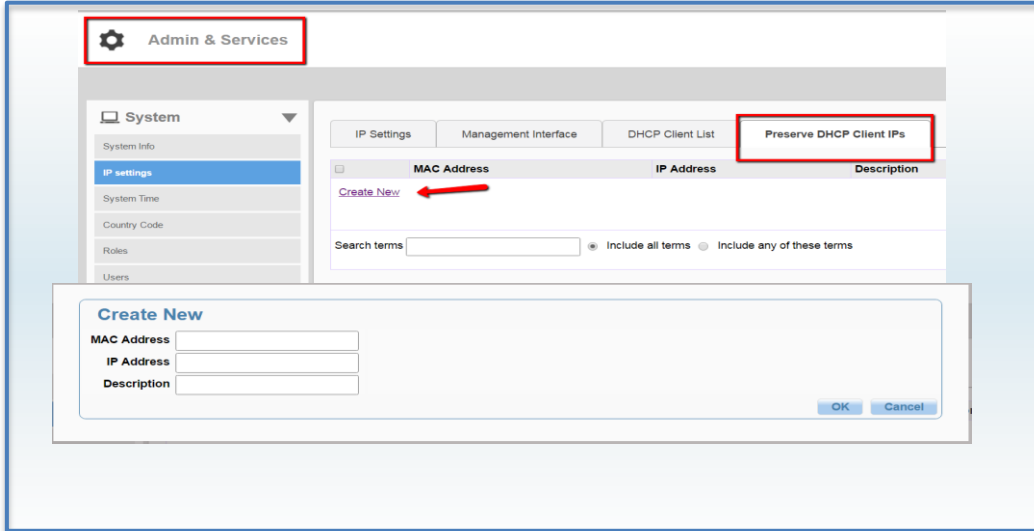 Admin & Services
System
System Info
IP settings
System Time
Country Code
Roles
Users
IP Settings Management Interface DHCP Client List Preserve DHCP Client IPs
MAC Address IP Address Description
Create New
Search terms Include all terms Include any of these terms
Create New
MAC Address
IP Address
Description
OK Cancel